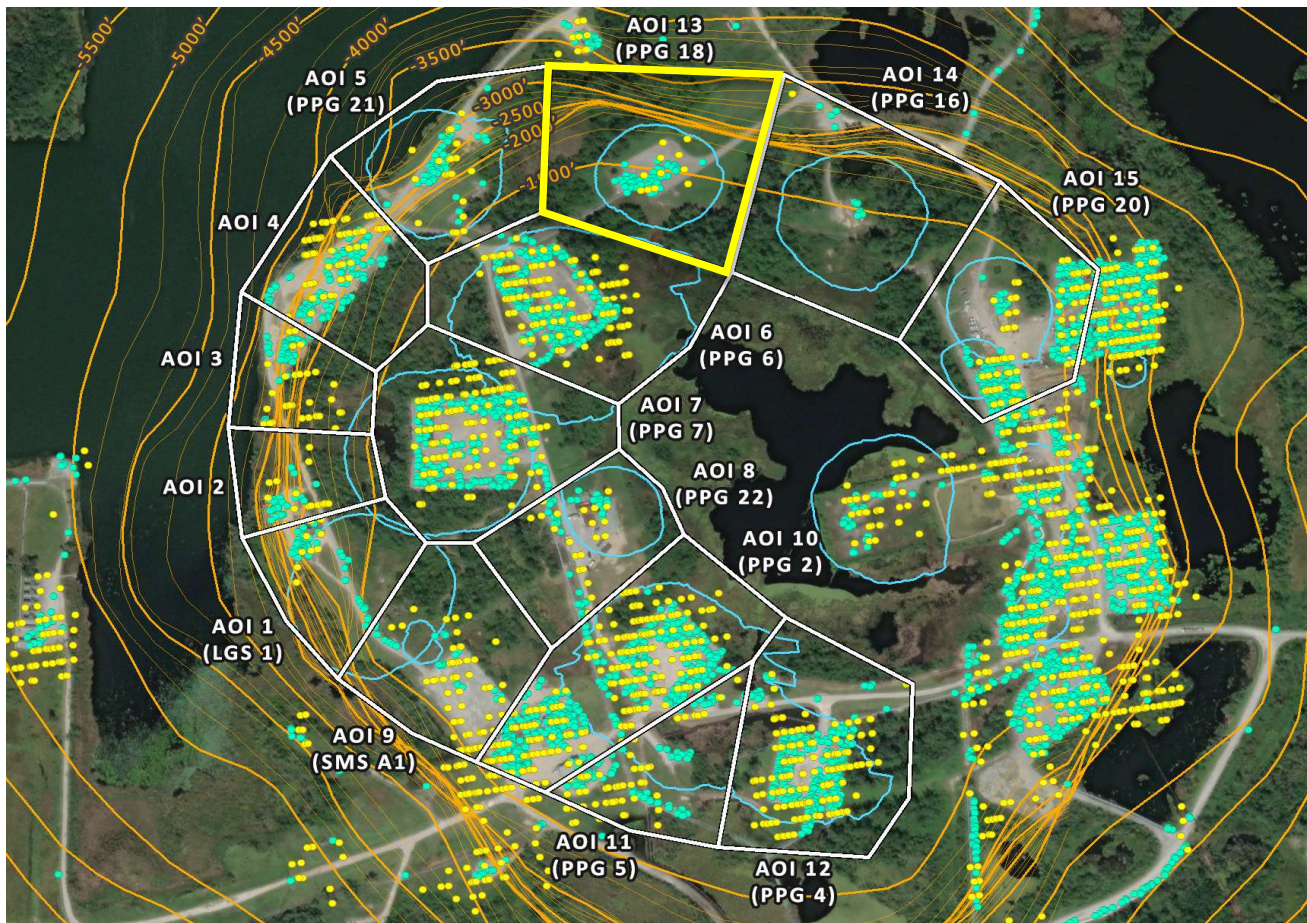 -5500'
-5000'
-4500'
-4000'
-3500'
-3000'
-2500'
-2000'
AOI 13
(PPG 18)
AOI 5
(PPG 21)
AOI 14
(PPG 16)
AOI 15
(PPG 20)
AOI 4
AOI 3
AOI 6
(PPG 6)
AOI 7
(PPG 7)
AOI 2
AOI 8
(PPG 22)
AOI 10
(PPG 2)
AOI 1
(LGS 1)
AOI 9
(SMS A1)
AOI 11
(PPG 5)
AOI 12
(PPG 4)